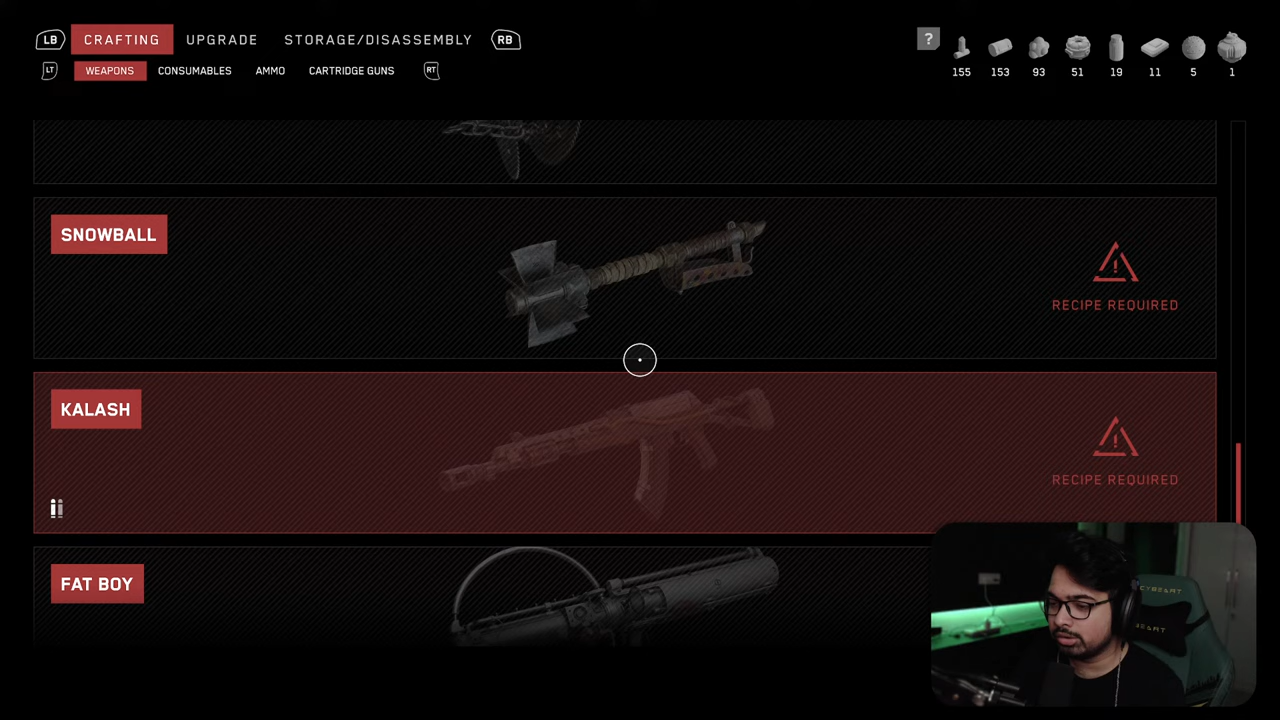 LB CRAFTING UPGRADE STORAGE/DISASSEMBLY RB ?
LT WEAPONS CONSUMABLES AMMO CARTRIDGE GUNS RT
155 153 93 51 19 11 5 1
SNOWBALL
RECIPE REQUIRED
KALASH
RECIPE REQUIRED
FAT BOY
CYBEART